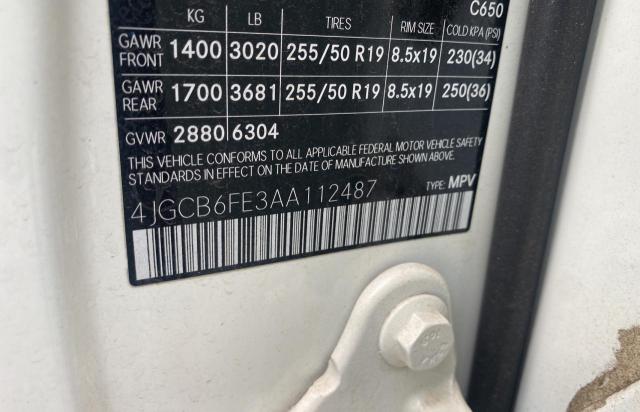 C650
KG LB TIRES RIM SIZE COLD KPA (PSI)
GAWR FRONT 1400 3020 255/50 R19 8.5x19 230(34)
GAWR REAR 1700 3681 255/50 R19 8.5x19 250(36)
GVWR 2880 6304
THIS VEHICLE CONFORMS TO ALL APPLICABLE FEDERAL MOTOR VEHICLE SAFETY
STANDARDS IN EFFECT ON THE DATE OF MANUFACTURE SHOWN ABOVE.
4JGCB6FE3AA112487 TYPE: MPV